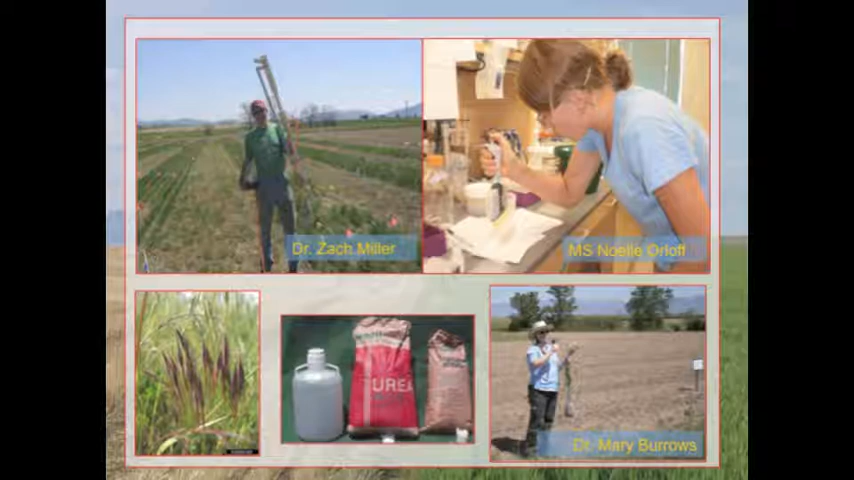 Dr. Zach Miller
MS Noelle Orloff
UREA
Dr. Mary Burrows